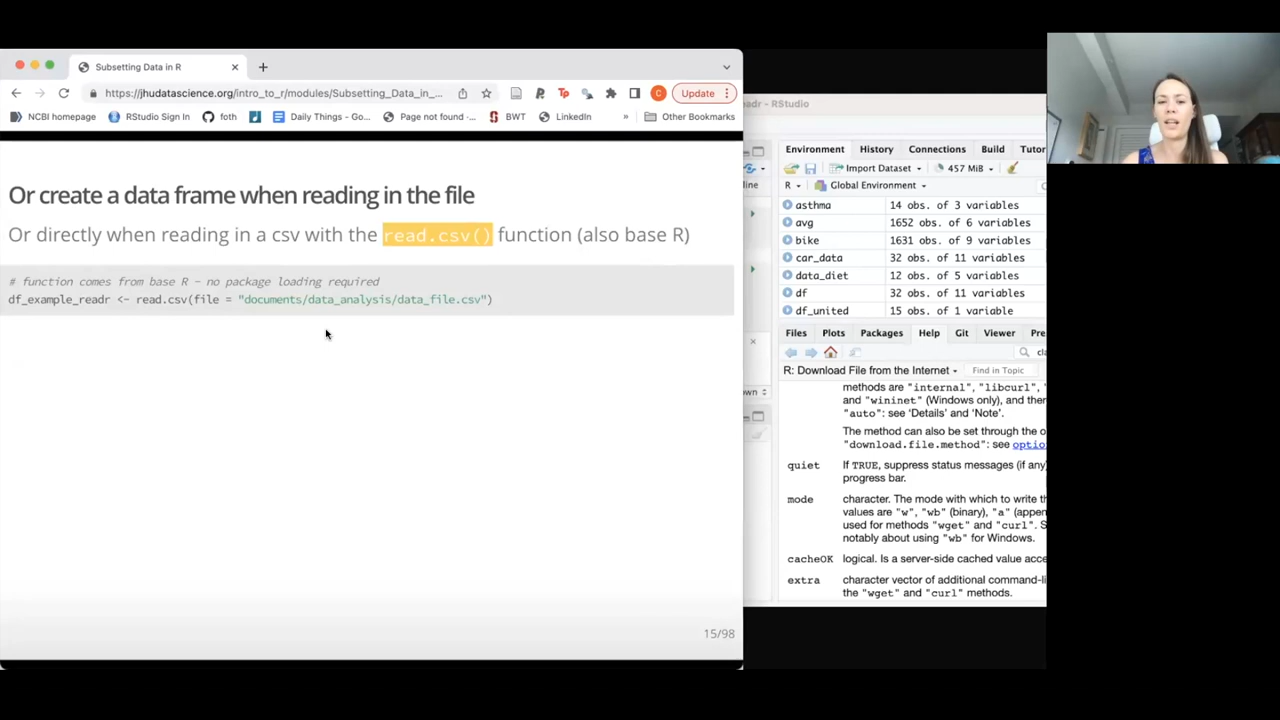 Subsetting Data in R
https://jhudatascience.org/intro_to_r/modules/Subsetting_Data_in_...
Update
NCBI homepage
RStudio Sign In
foth
Daily Things - Go...
Page not found -...
BWT
LinkedIn
»
Other Bookmarks
Or create a data frame when reading in the file
Or directly when reading in a csv with the read.csv() function (also base R)
# function comes from base R - no package loading required
df_example_readr <- read.csv(file = "documents/data_analysis/data_file.csv")
15/98
adr - RStudio
Environment History Connections Build Tutor
Import Dataset 457 MiB
R Global Environment
asthma 14 obs. of 3 variables
avg 1652 obs. of 6 variables
bike 1631 obs. of 9 variables
car_data 32 obs. of 11 variables
data_diet 12 obs. of 5 variables
df 32 obs. of 11 variables
df_united 15 obs. of 1 variable
Files Plots Packages Help Git Viewer Pre
R: Download File from the Internet Find in Topic
methods are "internal", "libcurl", "
and "wininet" (Windows only), and ther
"auto": see 'Details' and 'Note'.
The method can also be set through the o
"download.file.method": see optio
quiet If TRUE, suppress status messages (if any)
progress bar.
mode character. The mode with which to write th
values are "w", "wb" (binary), "a" (appen
used for methods "wget" and "curl". S
notably about using "wb" for Windows.
cacheOK logical. Is a server-side cached value acce
extra character vector of additional command-li
the "wget" and "curl" methods.